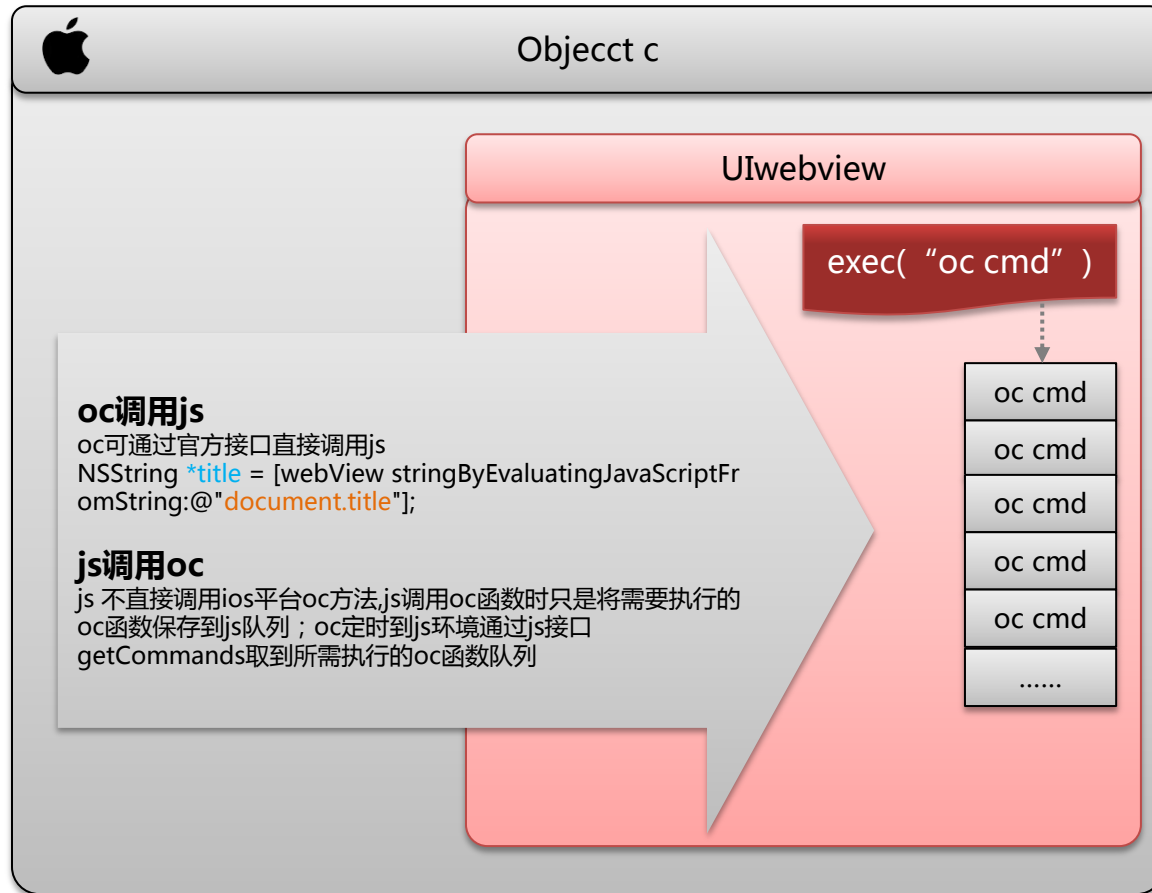 Objecct c
UIwebview
exec(“oc cmd”)
oc调用js
oc可通过官方接口直接调用js
NSString *title = [webView stringByEvaluatingJavaScriptFr
omString:@"document.title"];
js调用oc
js 不直接调用ios平台oc方法,js调用oc函数时只是将需要执行的
oc函数保存到js队列；oc定时到js环境通过js接口
getCommands取到所需执行的oc函数队列
oc cmd
oc cmd
oc cmd
oc cmd
oc cmd
......